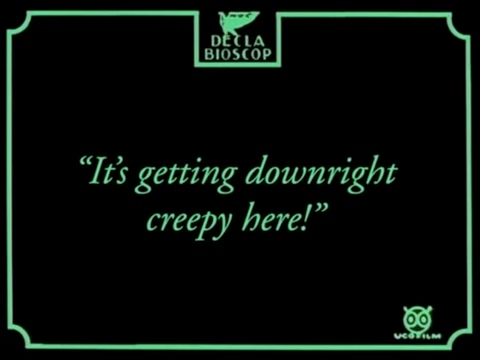 DECLA
BIOSCOP
“It’s getting downright
creepy here!”
UCOFILM